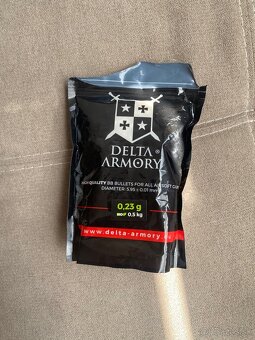 DELTA ®
ARMORY
HIGH QUALITY BB BULLETS FOR ALL AIRSOFT GUNS
DIAMETER: 5.95 ± 0.01 mm
0,23 g
BIO 0,5 kg
www.delta-armory.